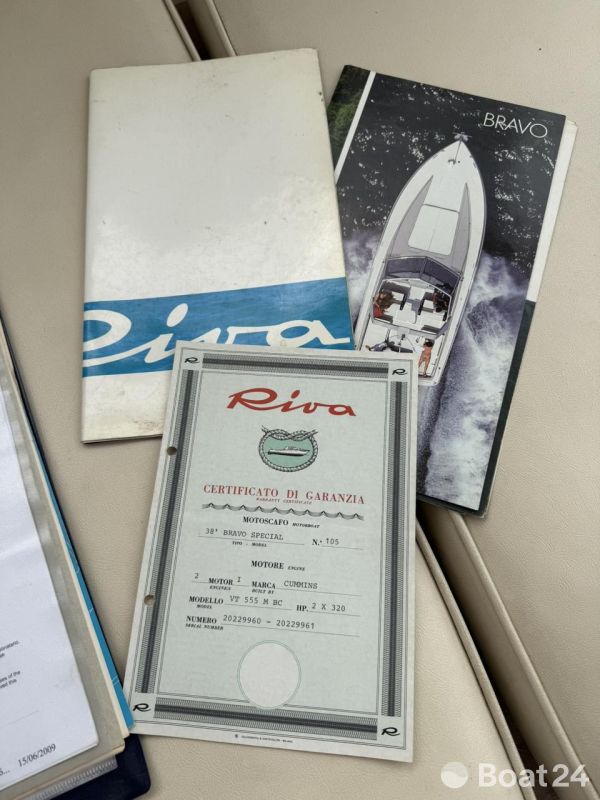 Riva
BRAVO
R R
Riva
CERTIFICATO DI GARANZIA
WARRANTY CERTIFICATE
MOTOSCAFO MOTORBOAT
38' BRAVO SPECIAL N.° 105
TIPO - MODEL
MOTORE ENGINE
2 MOTOR I MARCA CUMMINS
ENGINES BUILT BY
MODELLO VT 555 M BC HP. 2 X 320
MODEL
NUMERO 20229960 - 20229961
SERIAL NUMBER
R R
15/06/2009
Boat24